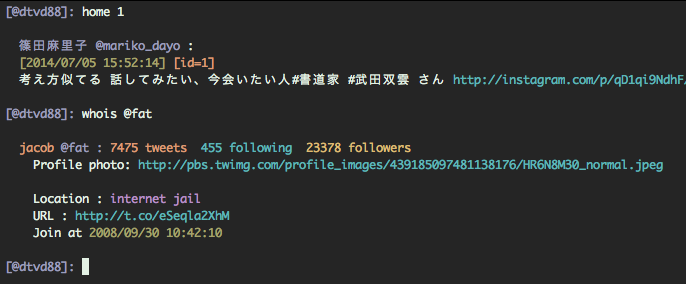 [@dtvd88]: home 1
篠田麻里子 @mariko_dayo :
[2014/07/05 15:52:14] [id=1]
考え方似てる 話してみたい、今会いたい人#書道家 #武田双雲 さん http://instagram.com/p/qD1qi9NdhF/
[@dtvd88]: whois @fat
jacob @fat : 7475 tweets 455 following 23378 followers
Profile photo: http://pbs.twimg.com/profile_images/439185097481138176/HR6N8M30_normal.jpeg
Location : internet jail
URL : http://t.co/eSeqla2XhM
Join at 2008/09/30 10:42:10
[@dtvd88]: